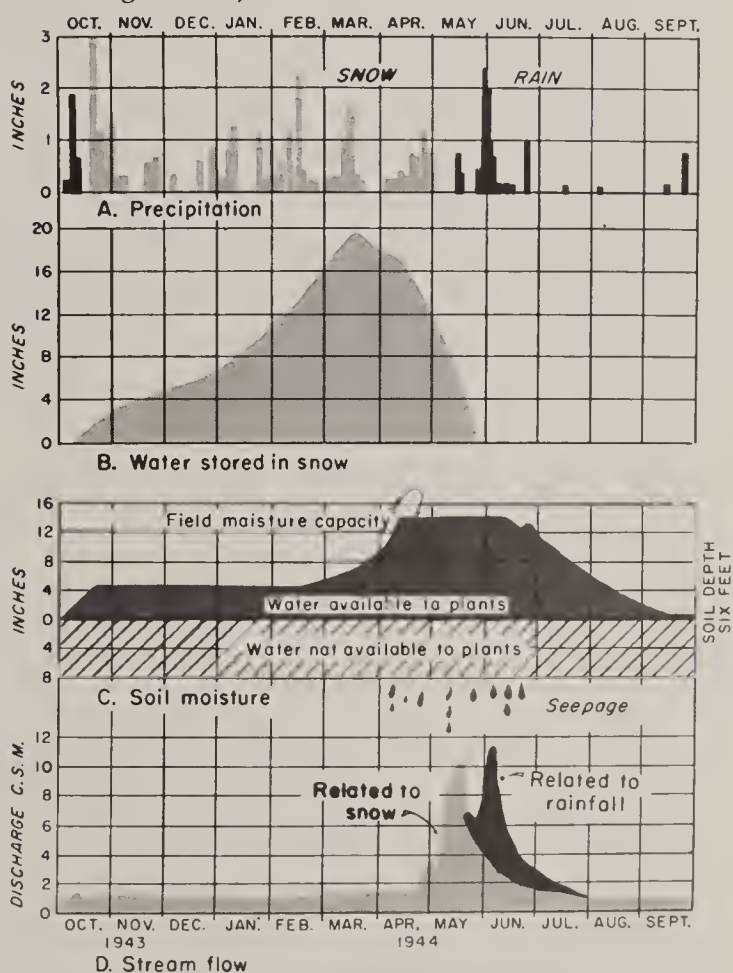 OCT. NOV. DEC. JAN. FEB. MAR. APR. MAY JUN. JUL. AUG. SEPT.
3
2
1
0
INCHES
SNOW RAIN
A. Precipitation
20
16
12
8
4
0
INCHES
B. Water stored in snow
16
12
8
4
0
4
8
INCHES
Field moisture capacity
Water available to plants
Water not available to plants
SOIL DEPTH
SIX FEET
C. Soil moisture
Seepage
12
10
8
6
4
2
0
DISCHARGE C.S.M.
Related to
snow
Related to
rainfall
OCT. NOV. DEC. JAN. FEB. MAR. APR. MAY JUN. JUL. AUG. SEPT.
1943 1944
D. Stream flow